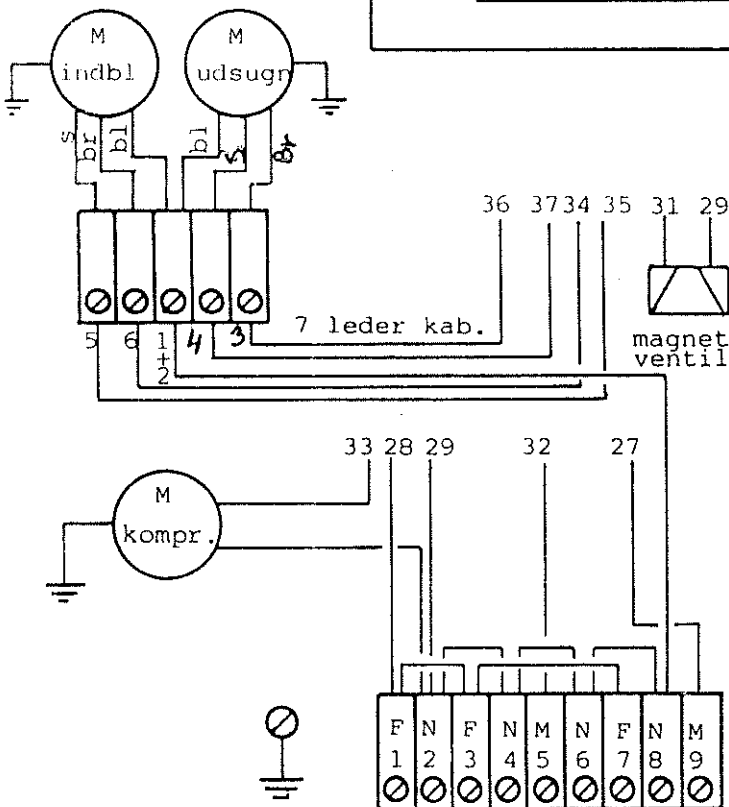 M
indbl
M
udsugn
s
br
bl
bl
S
Br
36 37 34 35 31 29
7 leder kab.
5 6 1+2 4 3
magnet
ventil
33 28 29 32 27
M
kompr.
F N F N M N F N M
1 2 3 4 5 6 7 8 9